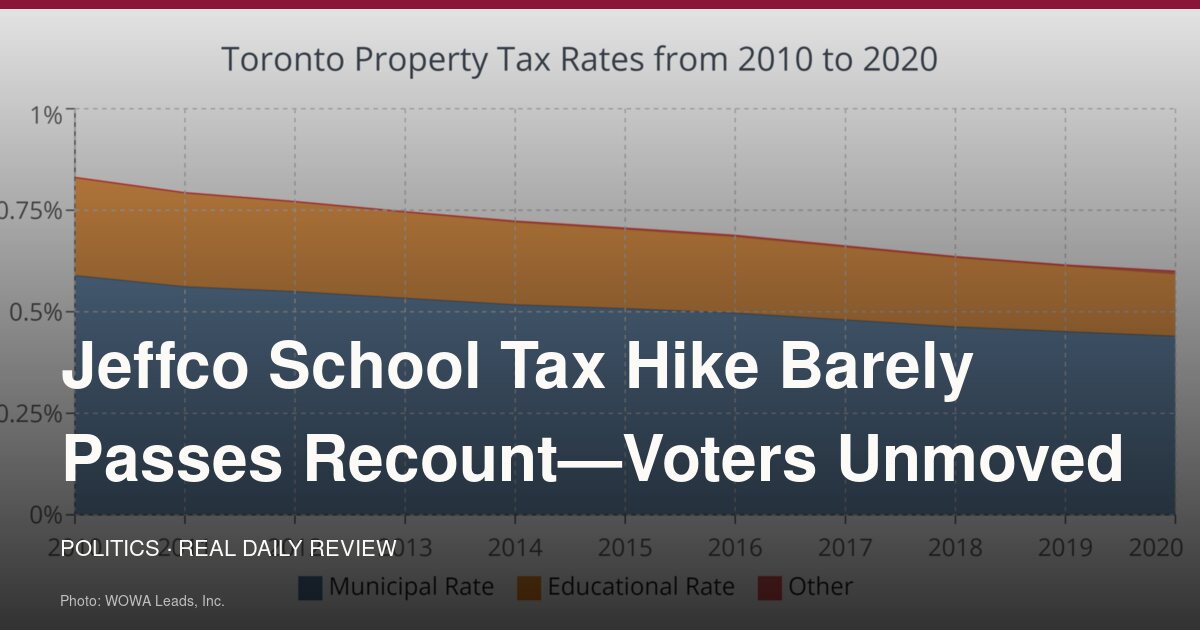 Toronto Property Tax Rates from 2010 to 2020
1%
0.75%
0.5%
Jeffco School Tax Hike Barely
0.25%
Passes Recount—Voters Unmoved
0%
POLITICS · REAL DAILY REVIEW
2013 2014 2015 2016 2017 2018 2019 2020
Municipal Rate Educational Rate Other
Photo: WOWA Leads, Inc.